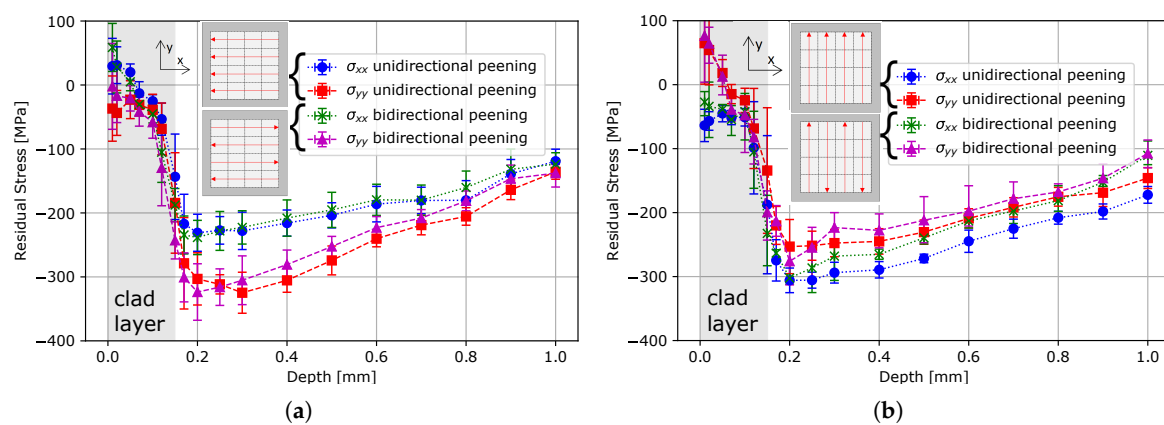 100
0
−100
−200
−300
−400
Residual Stress [MPa]
y
x
σxx unidirectional peening
σyy unidirectional peening
σxx bidirectional peening
σyy bidirectional peening
clad
layer
0.0 0.2 0.4 0.6 0.8 1.0
Depth [mm]
(a)
100
0
−100
−200
−300
−400
Residual Stress [MPa]
y
x
σxx unidirectional peening
σyy unidirectional peening
σxx bidirectional peening
σyy bidirectional peening
clad
layer
0.0 0.2 0.4 0.6 0.8 1.0
Depth [mm]
(b)